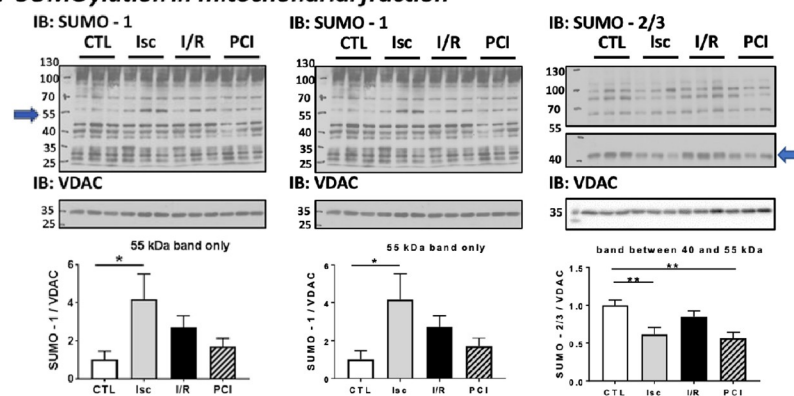 SUMOylation in mitochondrial fraction
IB: SUMO - 1
CTL Isc I/R PCI
130
100
70
55
40
35
25
IB: VDAC
35
25
55 kDa band only
*
SUMO - 1 / VDAC
6
4
2
0
CTL Isc I/R PCI
IB: SUMO - 1
CTL Isc I/R PCI
130
100
70
55
40
35
25
IB: VDAC
35
25
55 kDa band only
*
SUMO - 1 / VDAC
6
4
2
0
CTL Isc I/R PCI
IB: SUMO - 2/3
CTL Isc I/R PCI
130
100
70
55
40
IB: VDAC
35
band between 40 and 55 kDa
**
**
SUMO - 2/3 / VDAC
1.5
1.0
0.5
0.0
CTL Isc I/R PCI